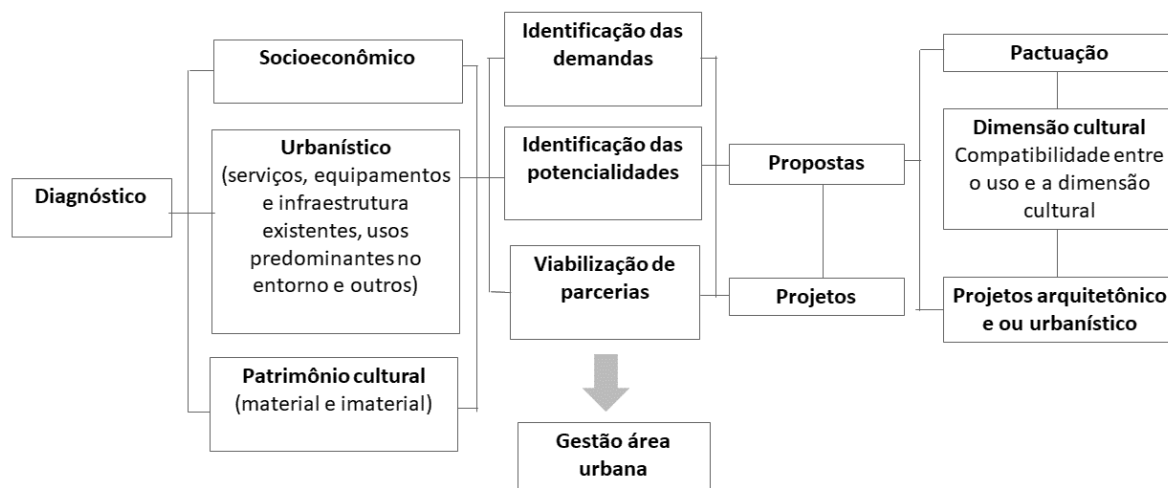 Diagnóstico
Socioeconômico
Urbanístico
(serviços, equipamentos
e infraestrutura
existentes, usos
predominantes no
entorno e outros)
Patrimônio cultural
(material e imaterial)
Identificação das
demandas
Identificação das
potencialidades
Viabilização de
parcerias
Gestão área
urbana
Propostas
Projetos
Pactuação
Dimensão cultural
Compatibilidade entre
o uso e a dimensão
cultural
Projetos arquitetônico
e ou urbanístico